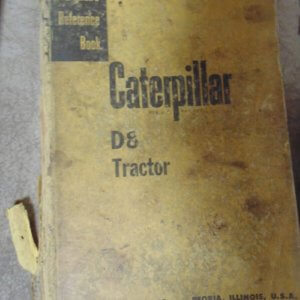 Reference
Book
Caterpillar
D8
Tractor
ILLINOIS, U.S.A.